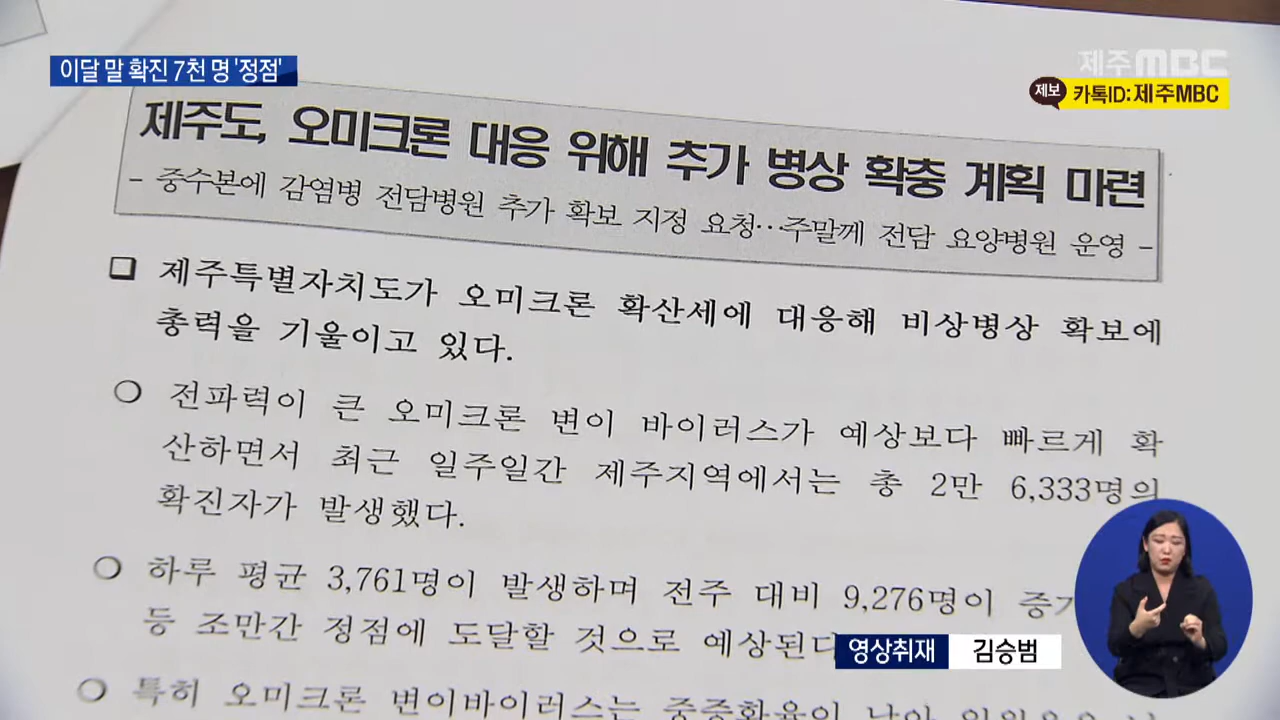 이달 말 확진 7천 명 '정점'
제주MBC
제보 카톡ID:제주MBC
제주도, 오미크론 대응 위해 추가 병상 확충 계획 마련
- 중수본에 감염병 전담병원 추가 확보 지정 요청…주말께 전담 요양병원 운영 -
❑ 제주특별자치도가 오미크론 확산세에 대응해 비상병상 확보에
총력을 기울이고 있다.
○ 전파력이 큰 오미크론 변이 바이러스가 예상보다 빠르게 확
산하면서 최근 일주일간 제주지역에서는 총 2만 6,333명의
확진자가 발생했다.
○ 하루 평균 3,761명이 발생하며 전주 대비 9,276명이
등 조만간 정점에 도달할 것으로 예상된다
영상취재 김승범
○ 특히 오미크론 변이바이러스는 중증화율이 낮아